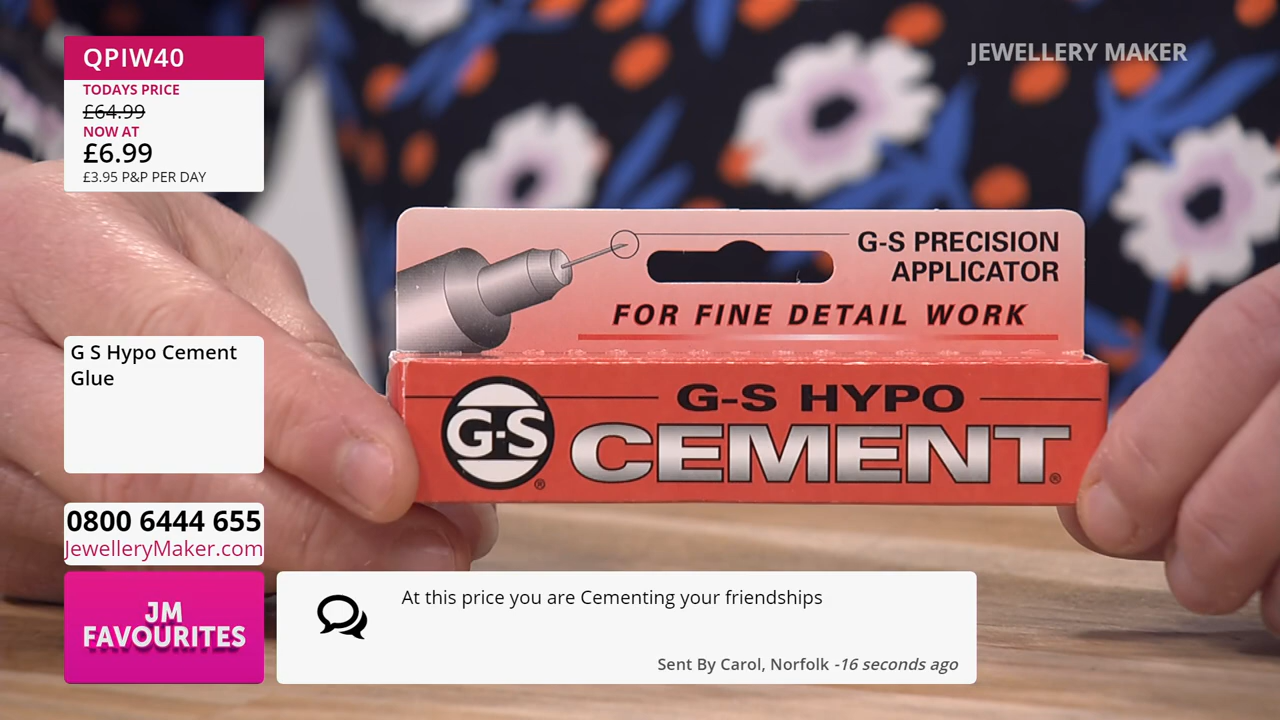 QPIW40
TODAYS PRICE
£64.99
NOW AT
£6.99
£3.95 P&P PER DAY
JEWELLERY MAKER
G-S PRECISION
APPLICATOR
FOR FINE DETAIL WORK
G-S HYPO
G-S
CEMENT
®
®
G S Hypo Cement
Glue
0800 6444 655
JewelleryMaker.com
JM
FAVOURITES
At this price you are Cementing your friendships
Sent By Carol, Norfolk -16 seconds ago